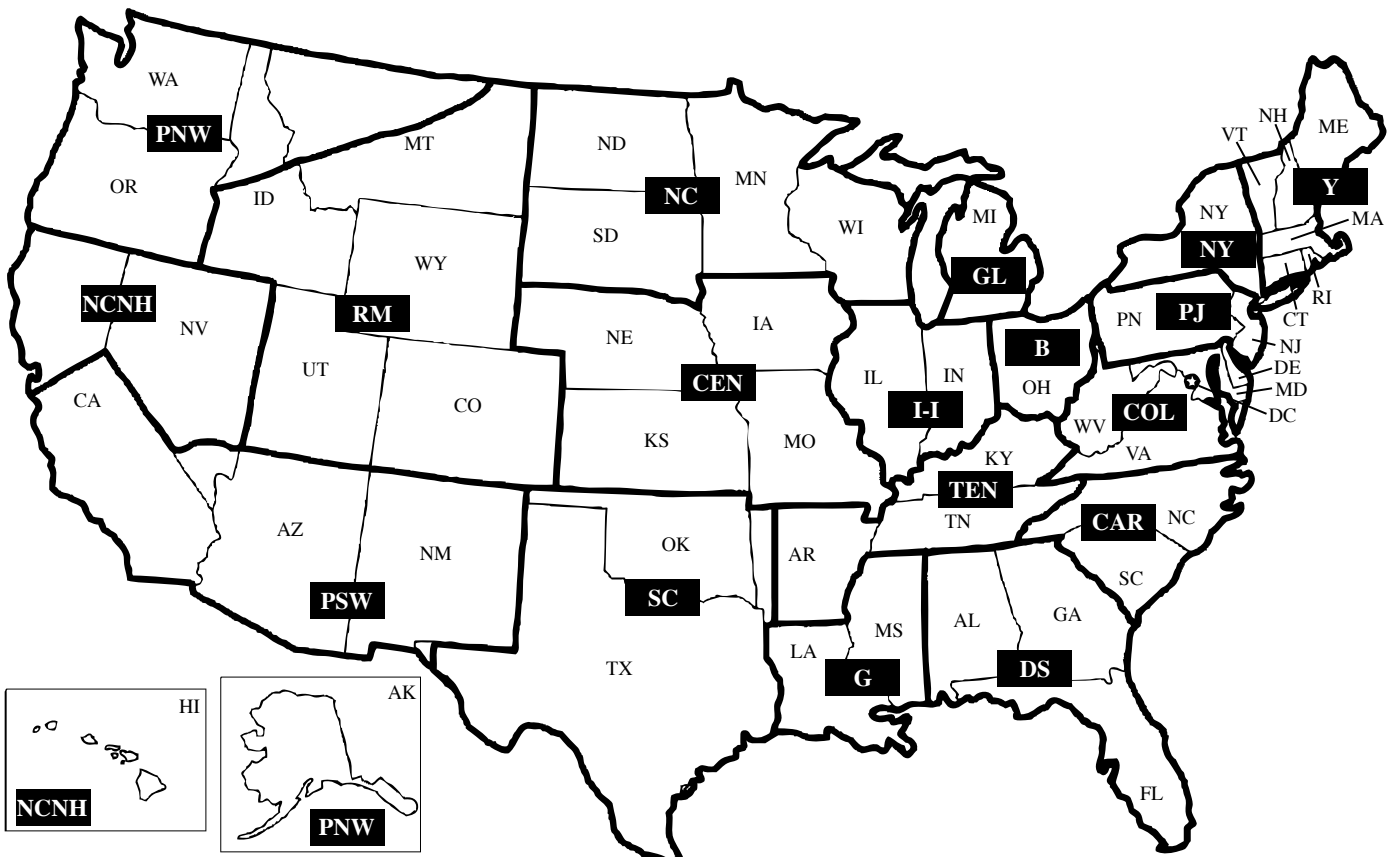 WA
PNW
OR
ID
MT
ND
SD
NC
MN
WI
MI
GL
NH
VT
ME
Y
NY
MA
NY
RI
CT
NCNH
NV
RM
WY
UT
CO
CA
NE
IA
CEN
KS
MO
IL
IN
I-I
B
OH
PN
PJ
NJ
DE
MD
DC
COL
WV
VA
KY
TEN
TN
CAR
NC
SC
AZ
NM
PSW
OK
SC
TX
AR
LA
MS
G
AL
GA
DS
FL
HI
NCNH
AK
PNW